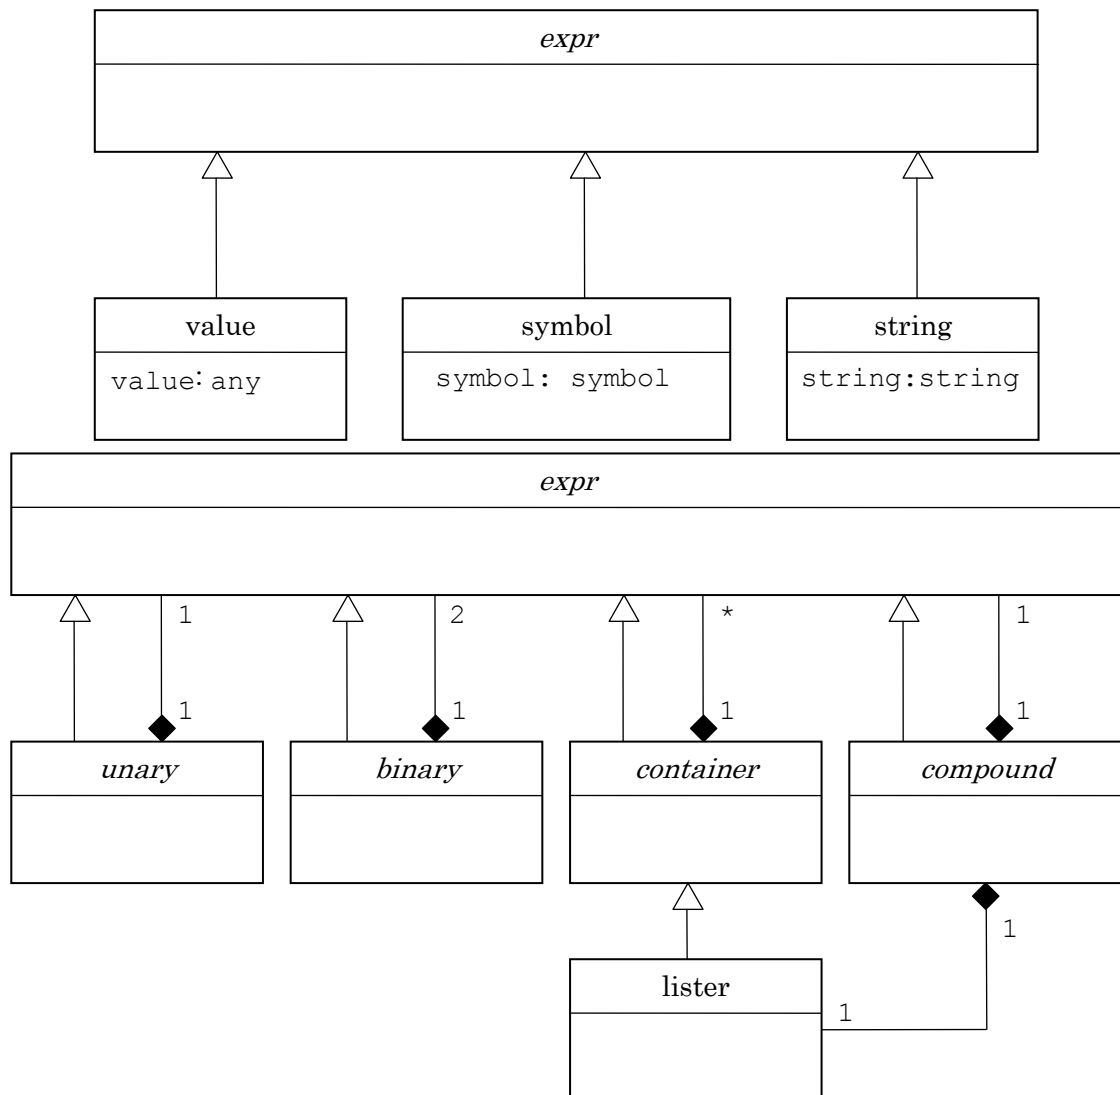 expr
value symbol string
value: any symbol: symbol string:string
expr
1 2 * 1
1 1 1 1
unary binary container compound
1
lister
1